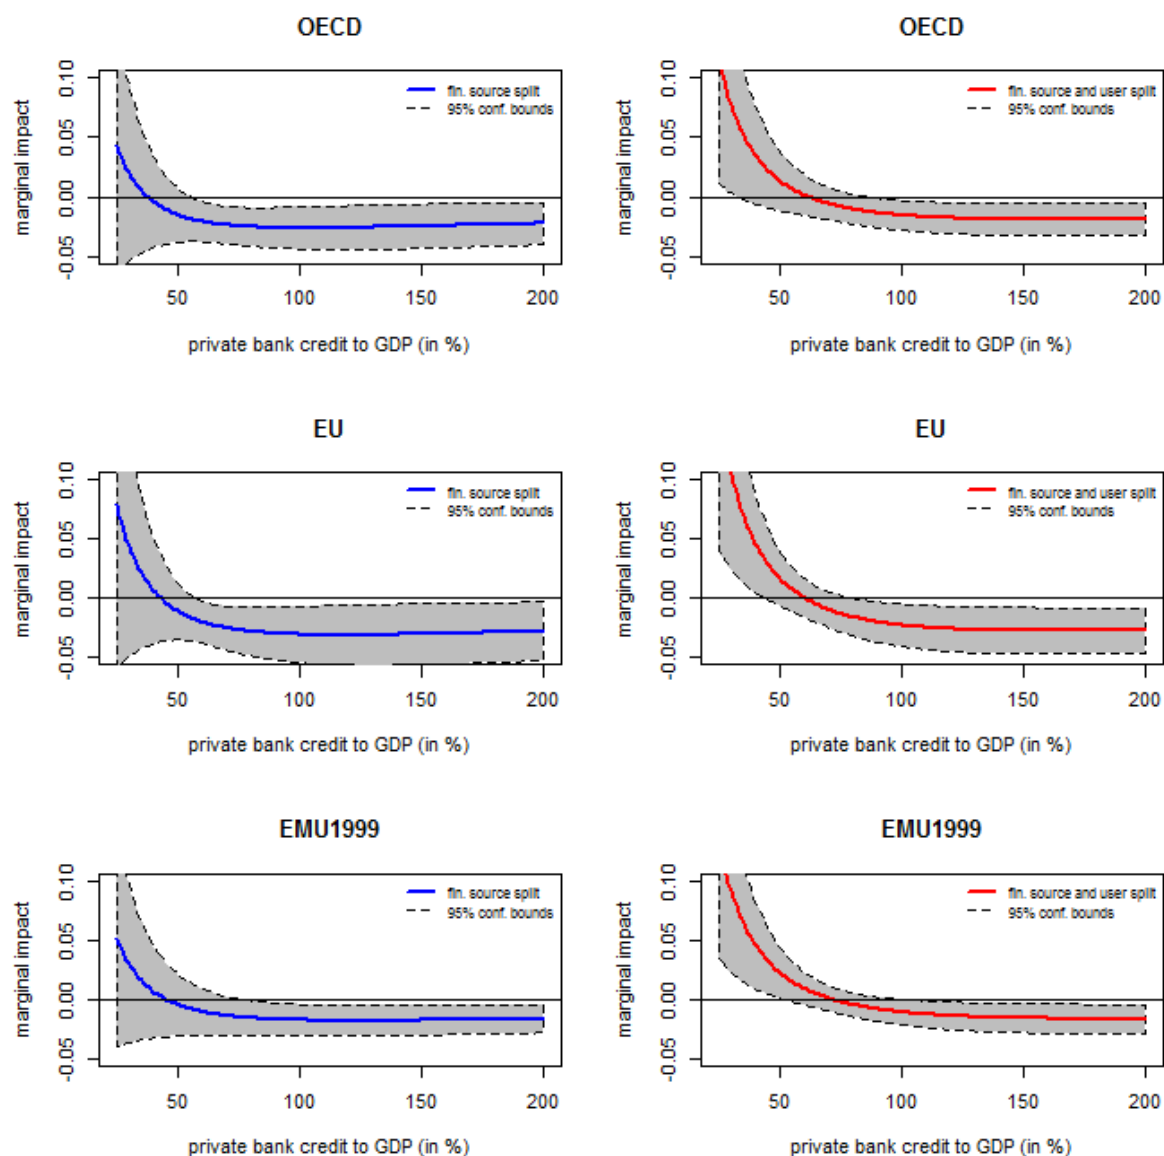 OECD
marginal impact
0.10
0.05
0.00
-0.05
fin. source split
95% conf. bounds
50 100 150 200
private bank credit to GDP (in %)
OECD
marginal impact
0.10
0.05
0.00
-0.05
fin. source and user split
95% conf. bounds
50 100 150 200
private bank credit to GDP (in %)
EU
marginal impact
0.10
0.05
0.00
-0.05
fin. source split
95% conf. bounds
50 100 150 200
private bank credit to GDP (in %)
EU
marginal impact
0.10
0.05
0.00
-0.05
fin. source and user split
95% conf. bounds
50 100 150 200
private bank credit to GDP (in %)
EMU1999
marginal impact
0.10
0.05
0.00
-0.05
fin. source split
95% conf. bounds
50 100 150 200
private bank credit to GDP (in %)
EMU1999
marginal impact
0.10
0.05
0.00
-0.05
fin. source and user split
95% conf. bounds
50 100 150 200
private bank credit to GDP (in %)